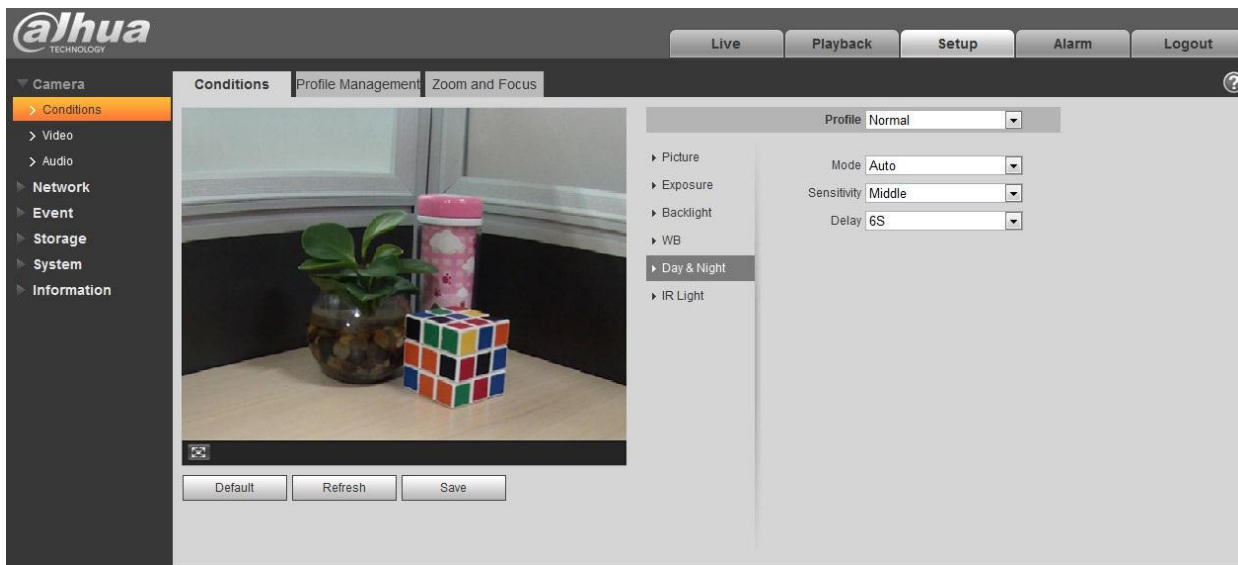 alhua
TECHNOLOGY
Live
Playback
Setup
Alarm
Logout
Camera
Conditions
Video
Audio
Network
Event
Storage
System
Information
Conditions
Profile Management
Zoom and Focus
?
Profile Normal
Picture
Exposure
Backlight
WB
Day & Night
IR Light
Mode Auto
Sensitivity Middle
Delay 6S
Default
Refresh
Save